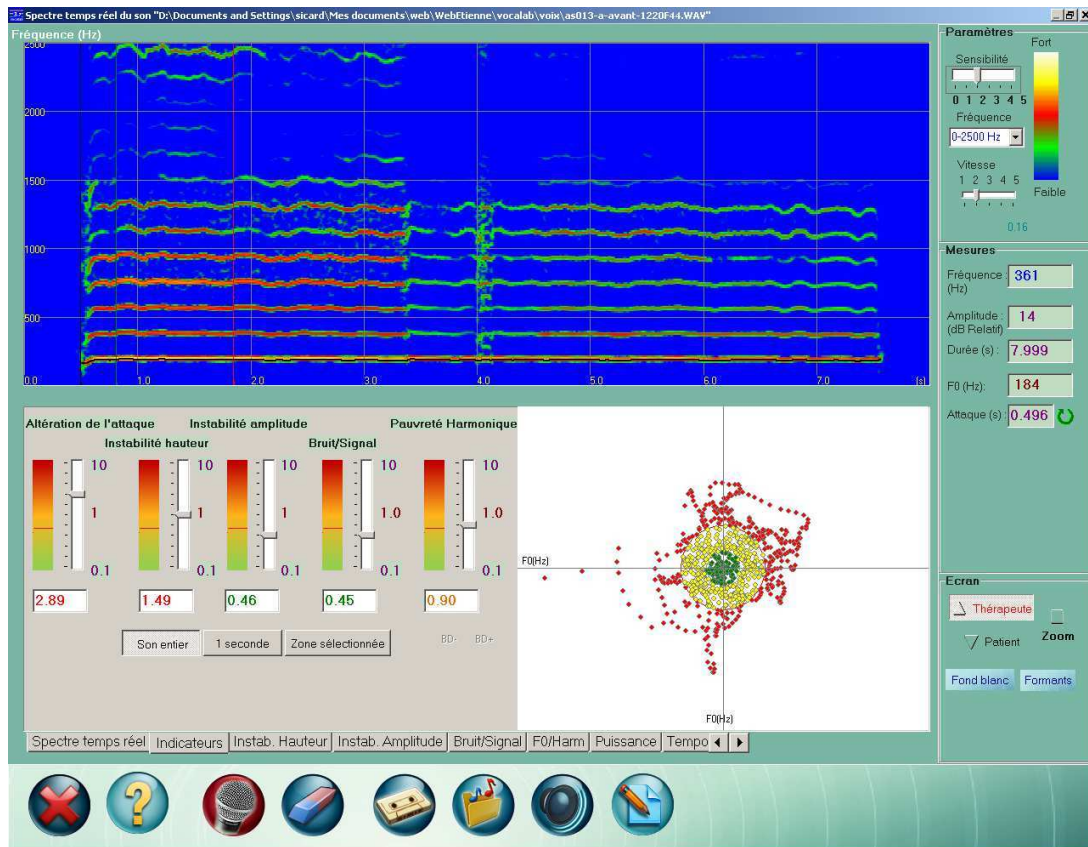 Spectre temps réel du son "D:\Documents and Settings\sicard\Mes documents\web\WebEtienne\vocalab\voix\as013-a-avant-1220F44.WAV"
Fréquence (Hz)
2500
2000
1500
1000
500
0.0 1.0 2.0 3.0 4.0 5.0 6.0 7.0 (s)
Paramètres
Fort
Sensibilité
0 1 2 3 4 5
Fréquence
0-2500 Hz
Vitesse
1 2 3 4 5
Faible
0.16
Mesures
Fréquence : 361
(Hz)
Amplitude : 14
(dB Relatif)
Durée (s) : 7.999
F0 (Hz): 184
Attaque (s) : 0.496
Altération de l'attaque Instabilité amplitude Pauvreté Harmonique
Instabilité hauteur Bruit/Signal
10 10 10 10 10
1 1 1 1.0 1.0
0.1 0.1 0.1 0.1 0.1
2.89 1.49 0.46 0.45 0.90
Son entier 1 seconde Zone sélectionnée BD- BD+
F0(Hz)
F0(Hz)
Ecran
Thérapeute
Patient
Zoom
Fond blanc Formants
Spectre temps réel Indicateurs Instab. Hauteur Instab. Amplitude Bruit/Signal F0/Harm Puissance Tempo